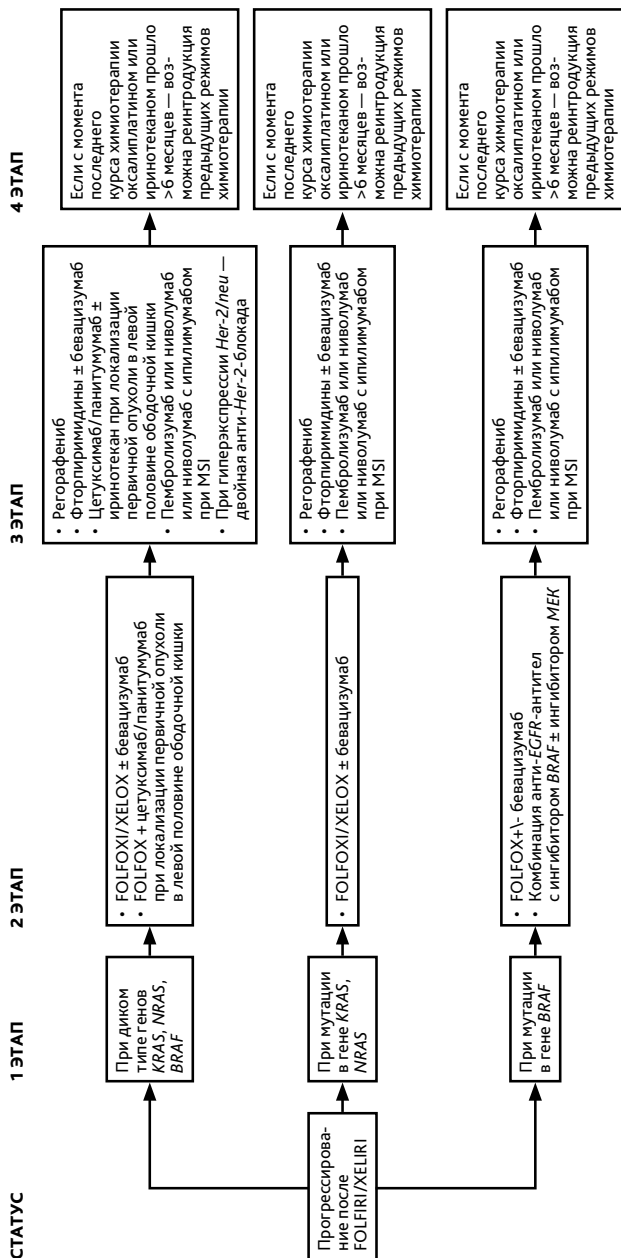 СТАТУС
1 ЭТАП
2 ЭТАП
3 ЭТАП
4 ЭТАП
Прогрессирова-
ние после
FOLFIRI/XELIRI
При диком
типе генов
KRAS, NRAS,
BRAF
• FOLFOXI/XELOX ± бевацизумаб
• FOLFOX + цетуксимаб/панитумумаб
при локализации первичной опухоли
в левой половине ободочной кишки
• Регорафениб
• Фторпиримидины ± бевацизумаб
• Цетуксимаб/панитумумаб ±
иринотекан при локализации
первичной опухоли в левой
половине ободочной кишки
• Пембролизумаб или ниволумаб
или ниволумаб с ипилимумабом
при MSI
• При гиперэкспрессии Her-2/neu —
двойная анти-Her-2-блокада
Если с момента
последнего
курса химиотерапии
оксалиплатином или
иринотеканом прошло
>6 месяцев — воз-
можна реинтродукция
предыдущих режимов
химиотерапии
При мутации
в гене KRAS,
NRAS
• FOLFOXI/XELOX ± бевацизумаб
• Регорафениб
• Фторпиримидины ± бевацизумаб
• Пембролизумаб или ниволумаб
или ниволумаб с ипилимумабом
при MSI
Если с момента
последнего
курса химиотерапии
оксалиплатином или
иринотеканом прошло
>6 месяцев — воз-
можна реинтродукция
предыдущих режимов
химиотерапии
При мутации
в гене BRAF
• FOLFOX+\- бевацизумаб
• Комбинация анти-EGFR-антител
с ингибитором BRAF ± ингибитором MEK
• Регорафениб
• Фторпиримидины ± бевацизумаб
• Пембролизумаб или ниволумаб
или ниволумаб с ипилимумабом
при MSI
Если с момента
последнего
курса химиотерапии
оксалиплатином или
иринотеканом прошло
>6 месяцев — воз-
можна реинтродукция
предыдущих режимов
химиотерапии